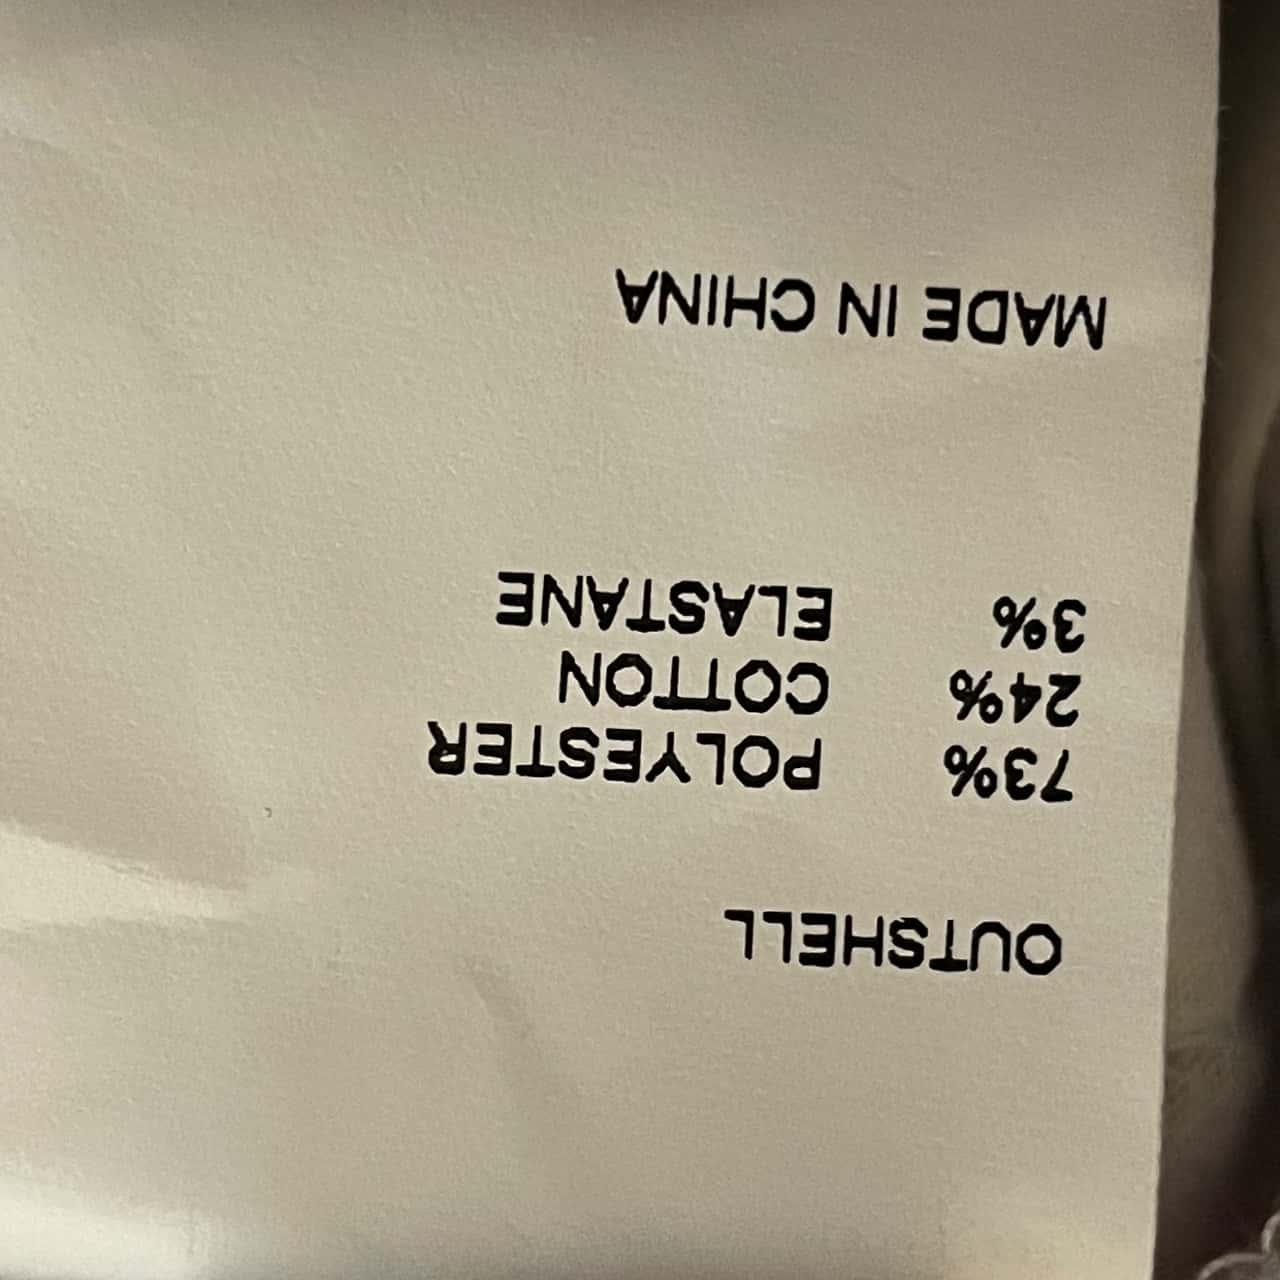 OUTSHELL
73% POLYESTER
24% COTTON
3% ELASTANE
MADE IN CHINA